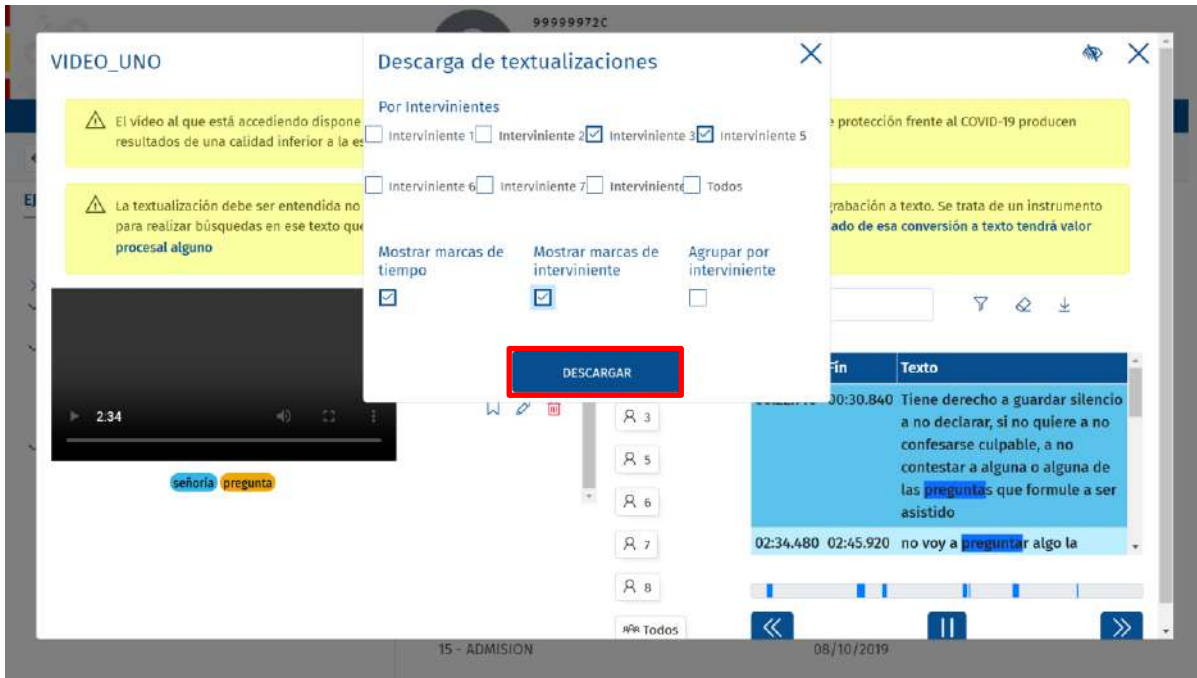 99999972C
VIDEO_UNO
Descarga de textualizaciones
Por Intervinientes
Interviniente 1 Interviniente 2 Interviniente 3 Interviniente 5
Interviniente 6 Interviniente 7 Interviniente Todos
Mostrar marcas de tiempo
Mostrar marcas de interviniente
Agrupar por interviniente
DESCARGAR
El vídeo al que está accediendo dispone
protección frente al COVID-19 producen
resultados de una calidad inferior a la
La textualización debe ser entendida no
grabación a texto. Se trata de un instrumento
para realizar búsquedas en ese texto que
de esa conversión a texto tendrá valor
procesal alguno
2:34
señoría pregunta
3
5
6
7
8
Todos
Fin Texto
00:30.840 Tiene derecho a guardar silencio
a no declarar, si no quiere a no
confesarse culpable, a no
contestar a alguna o alguna de
las preguntas que formule a ser
asistido
02:34.480 02:45.920 no voy a preguntar algo la
15 - ADMISION
08/10/2019